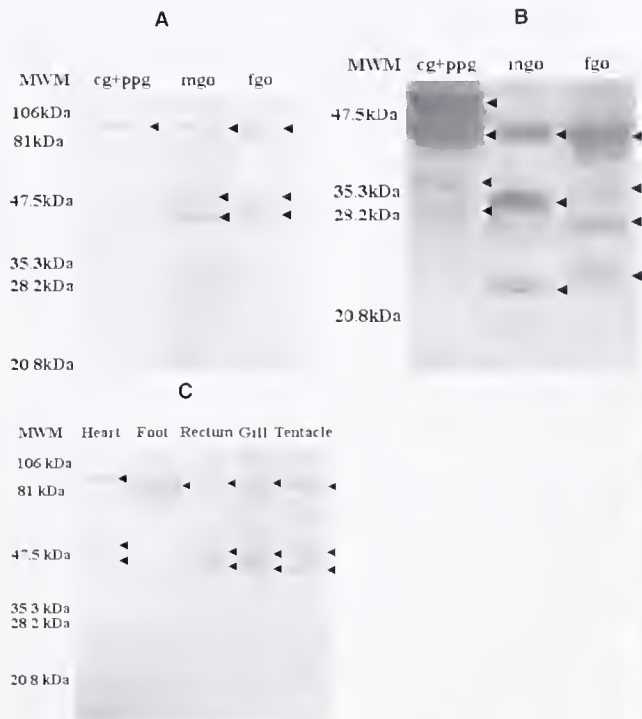 A
MWM cg+ppg mgo fgo
106kDa
81kDa
47.5kDa
35.3kDa
28.2kDa
20.8kDa
B
MWM cg+ppg mgo fgo
47.5kDa
35.3kDa
28.2kDa
20.8kDa
C
MWM Heart Foot Rectum Gill Tentacle
106 kDa
81 kDa
47.5 kDa
35.3 kDa
28.2 kDa
20.8 kDa